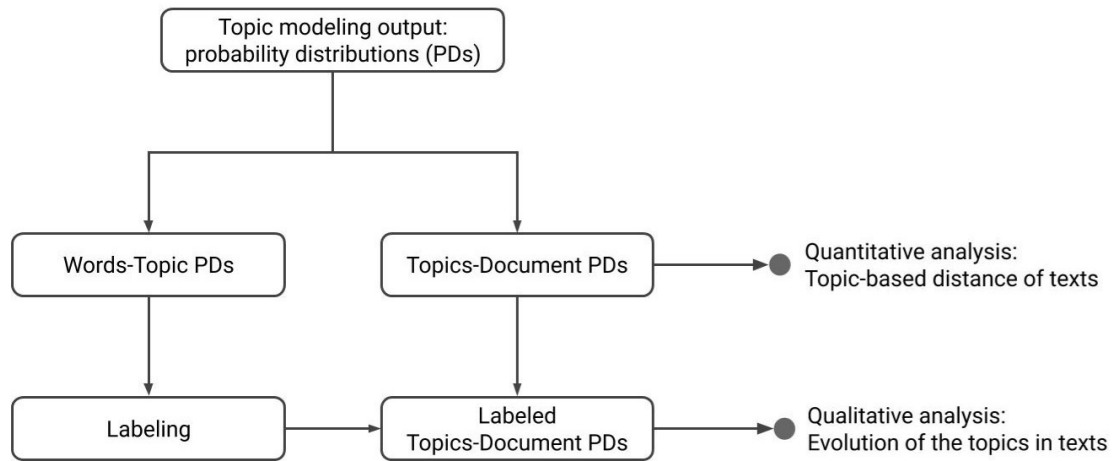 Topic modeling output:
probability distributions (PDs)
Words-Topic PDs
Topics-Document PDs
Quantitative analysis:
Topic-based distance of texts
Labeling
Labeled
Topics-Document PDs
Qualitative analysis:
Evolution of the topics in texts